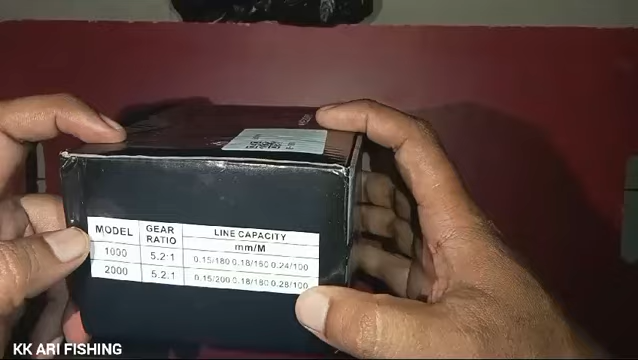 MODEL GEAR RATIO LINE CAPACITY mm/M
1000 5.2:1 0.15/180 0.18/160 0.24/100
2000 5.2:1 0.15/200 0.18/180 0.28/100
KK ARI FISHING